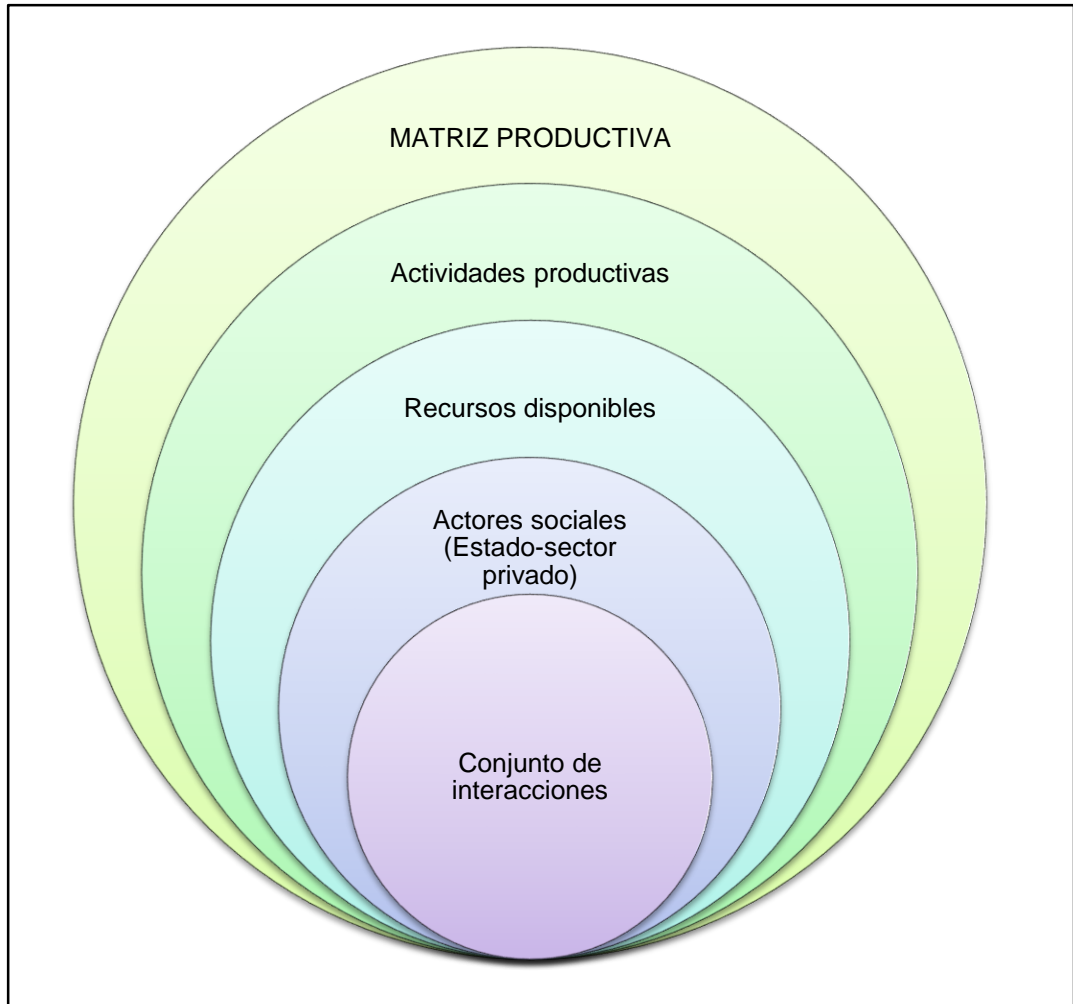 MATRIZ PRODUCTIVA
Actividades productivas
Recursos disponibles
Actores sociales
(Estado-sector
privado)
Conjunto de
interacciones